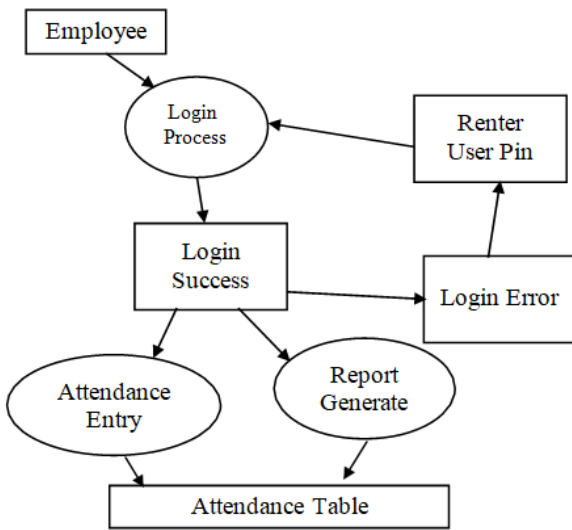 Employee
Login
Process
Renter
User Pin
Login
Success
Login Error
Attendance
Entry
Report
Generate
Attendance Table